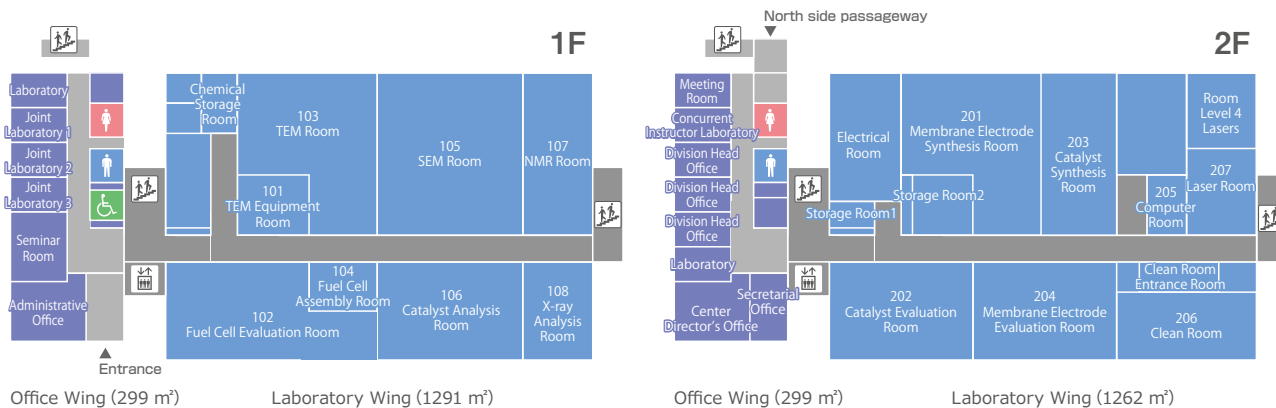 North side passageway
1F
2F
Laboratory
Joint
Laboratory 1
Joint
Laboratory 2
Joint
Laboratory 3
Seminar
Room
Administrative
Office
Entrance
Chemical
Storage
Room
103
TEM Room
101
TEM Equipment
Room
105
SEM Room
107
NMR Room
104
Fuel Cell
Assembly Room
102
Fuel Cell Evaluation Room
106
Catalyst Analysis
Room
108
X-ray
Analysis
Room
Office Wing (299 m²)
Laboratory Wing (1291 m²)
Meeting
Room
Concurrent
Instructor Laboratory
Division Head
Office
Division Head
Office
Division Head
Office
Laboratory
Center
Director's Office
Secretarial
Office
Electrical
Room
Storage Room1
201
Membrane Electrode
Synthesis Room
Storage Room2
203
Catalyst
Synthesis
Room
Room
Level 4
Lasers
205
Computer
Room
207
Laser Room
202
Catalyst Evaluation
Room
204
Membrane Electrode
Evaluation Room
Clean Room
Entrance Room
206
Clean Room
Office Wing (299 m²)
Laboratory Wing (1262 m²)